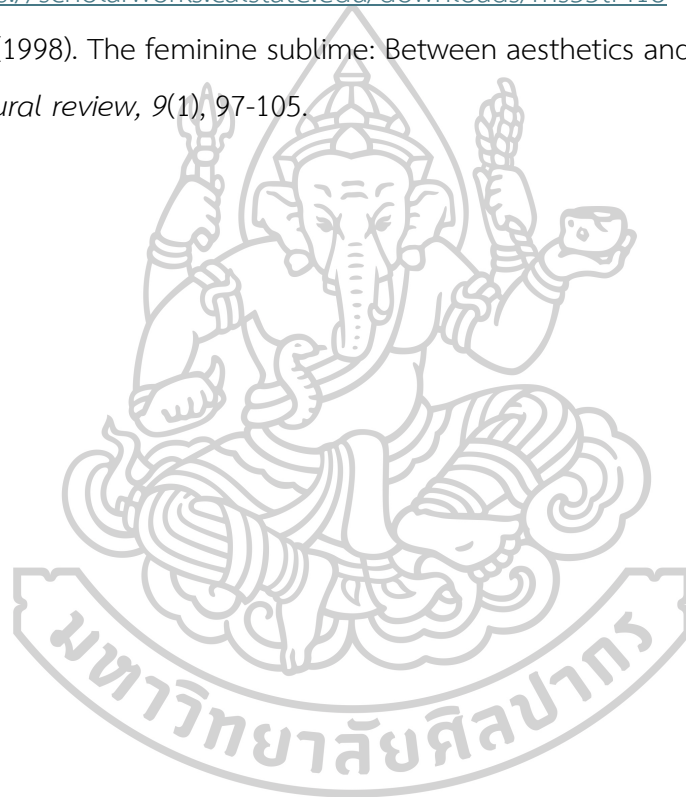 (1998). The feminine sublime: Between aesthetics and
ural review, 9(1), 97-105.
มหาวิทยาลัยศิลปากร